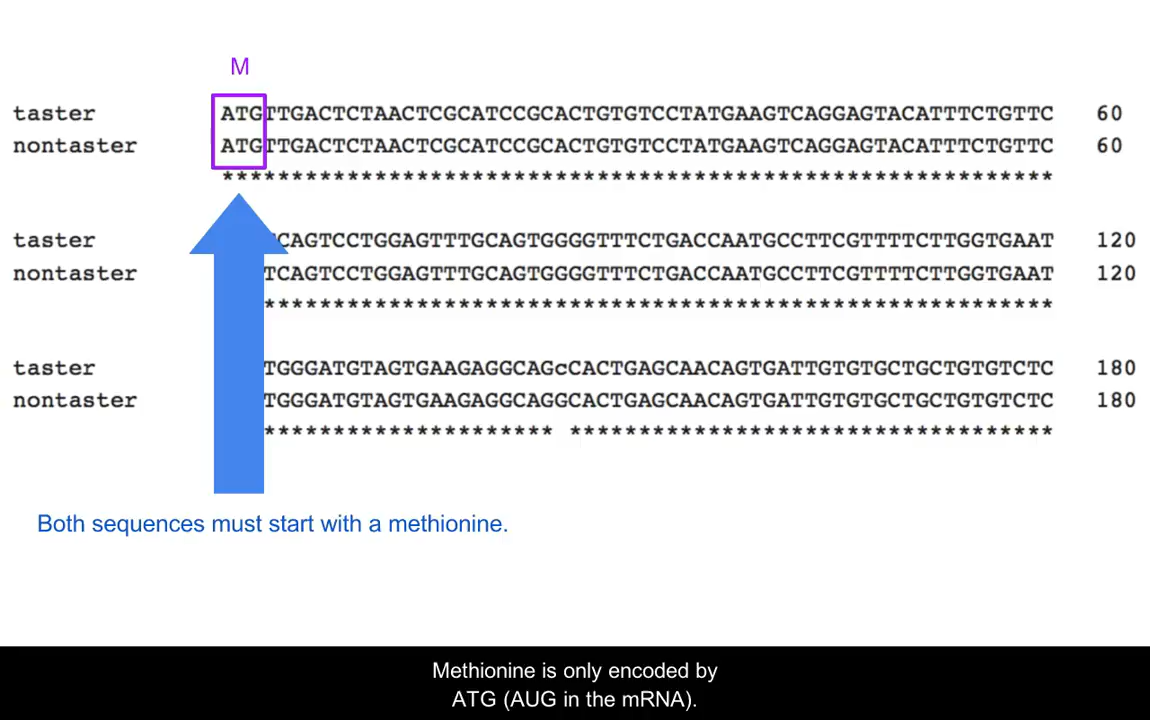 M
taster ATGTTGACTCTAACTCGCATCCGCACTGTGTCCTATGAAGTCAGGAGTACATTTCTGTTC 60
nontaster ATGTTGACTCTAACTCGCATCCGCACTGTGTCCTATGAAGTCAGGAGTACATTTCTGTTC 60
************************************************************
taster CAGTCCTGGAGTTTGCAGTGGGGTTTCTGACCAATGCCTTCGTTTTCTTGGTGAAT 120
nontaster TCAGTCCTGGAGTTTGCAGTGGGGTTTCTGACCAATGCCTTCGTTTTCTTGGTGAAT 120
*********************************************************
taster TGGGATGTAGTGAAGAGGCAGcCACTGAGCAACAGTGATTGTGTGCTGCTGTGTCTC 180
nontaster TGGGATGTAGTGAAGAGGCAGGCACTGAGCAACAGTGATTGTGTGCTGCTGTGTCTC 180
********************* ***********************************
Both sequences must start with a methionine.
Methionine is only encoded by
ATG (AUG in the mRNA).